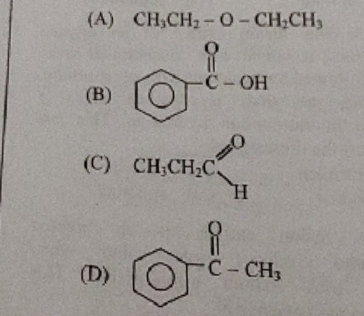 (A) CH₃CH₂ – O – CH₂CH₃
O
(B) C – OH
(C) CH₃CH₂C O
H
O
(D) C – CH₃